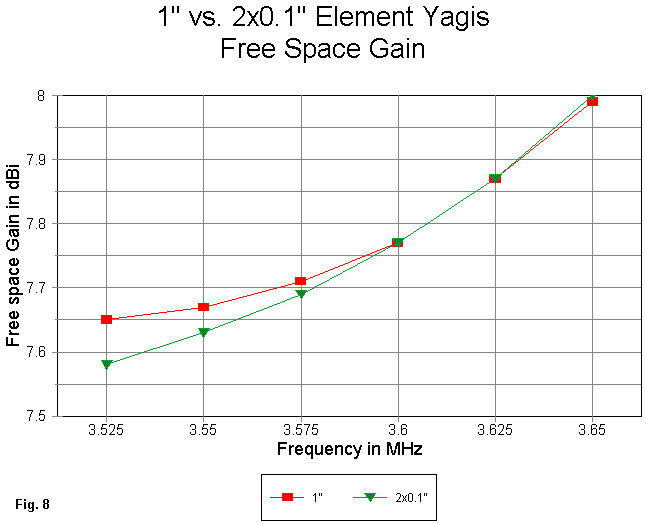 1" vs. 2x0.1" Element Yagis
Free Space Gain
Free space Gain in dBi
8
7.9
7.8
7.7
7.6
7.5
3.525 3.55 3.575 3.6 3.625 3.65
Frequency in MHz
1" 2x0.1"
Fig. 8